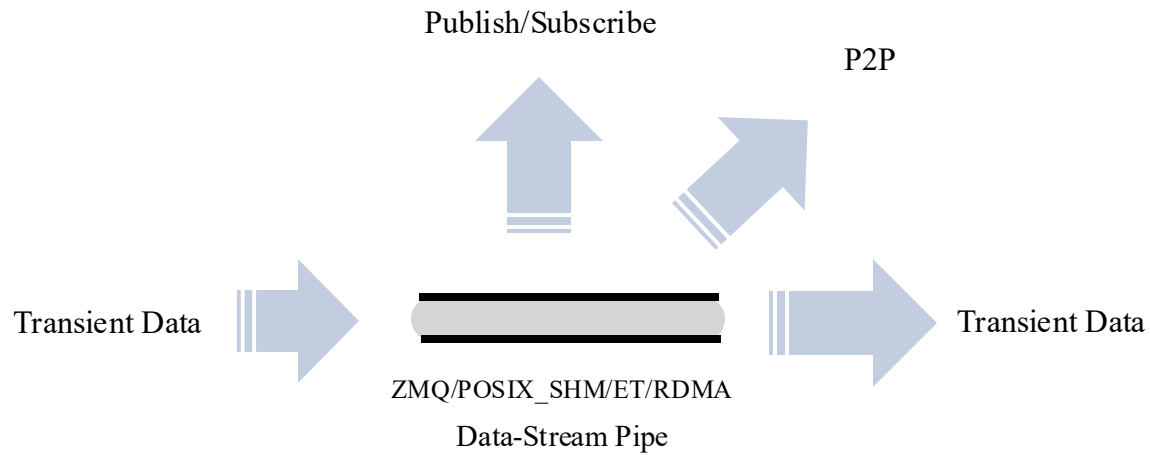 Publish/Subscribe
P2P
Transient Data
Transient Data
ZMQ/POSIX_SHM/ET/RDMA
Data-Stream Pipe